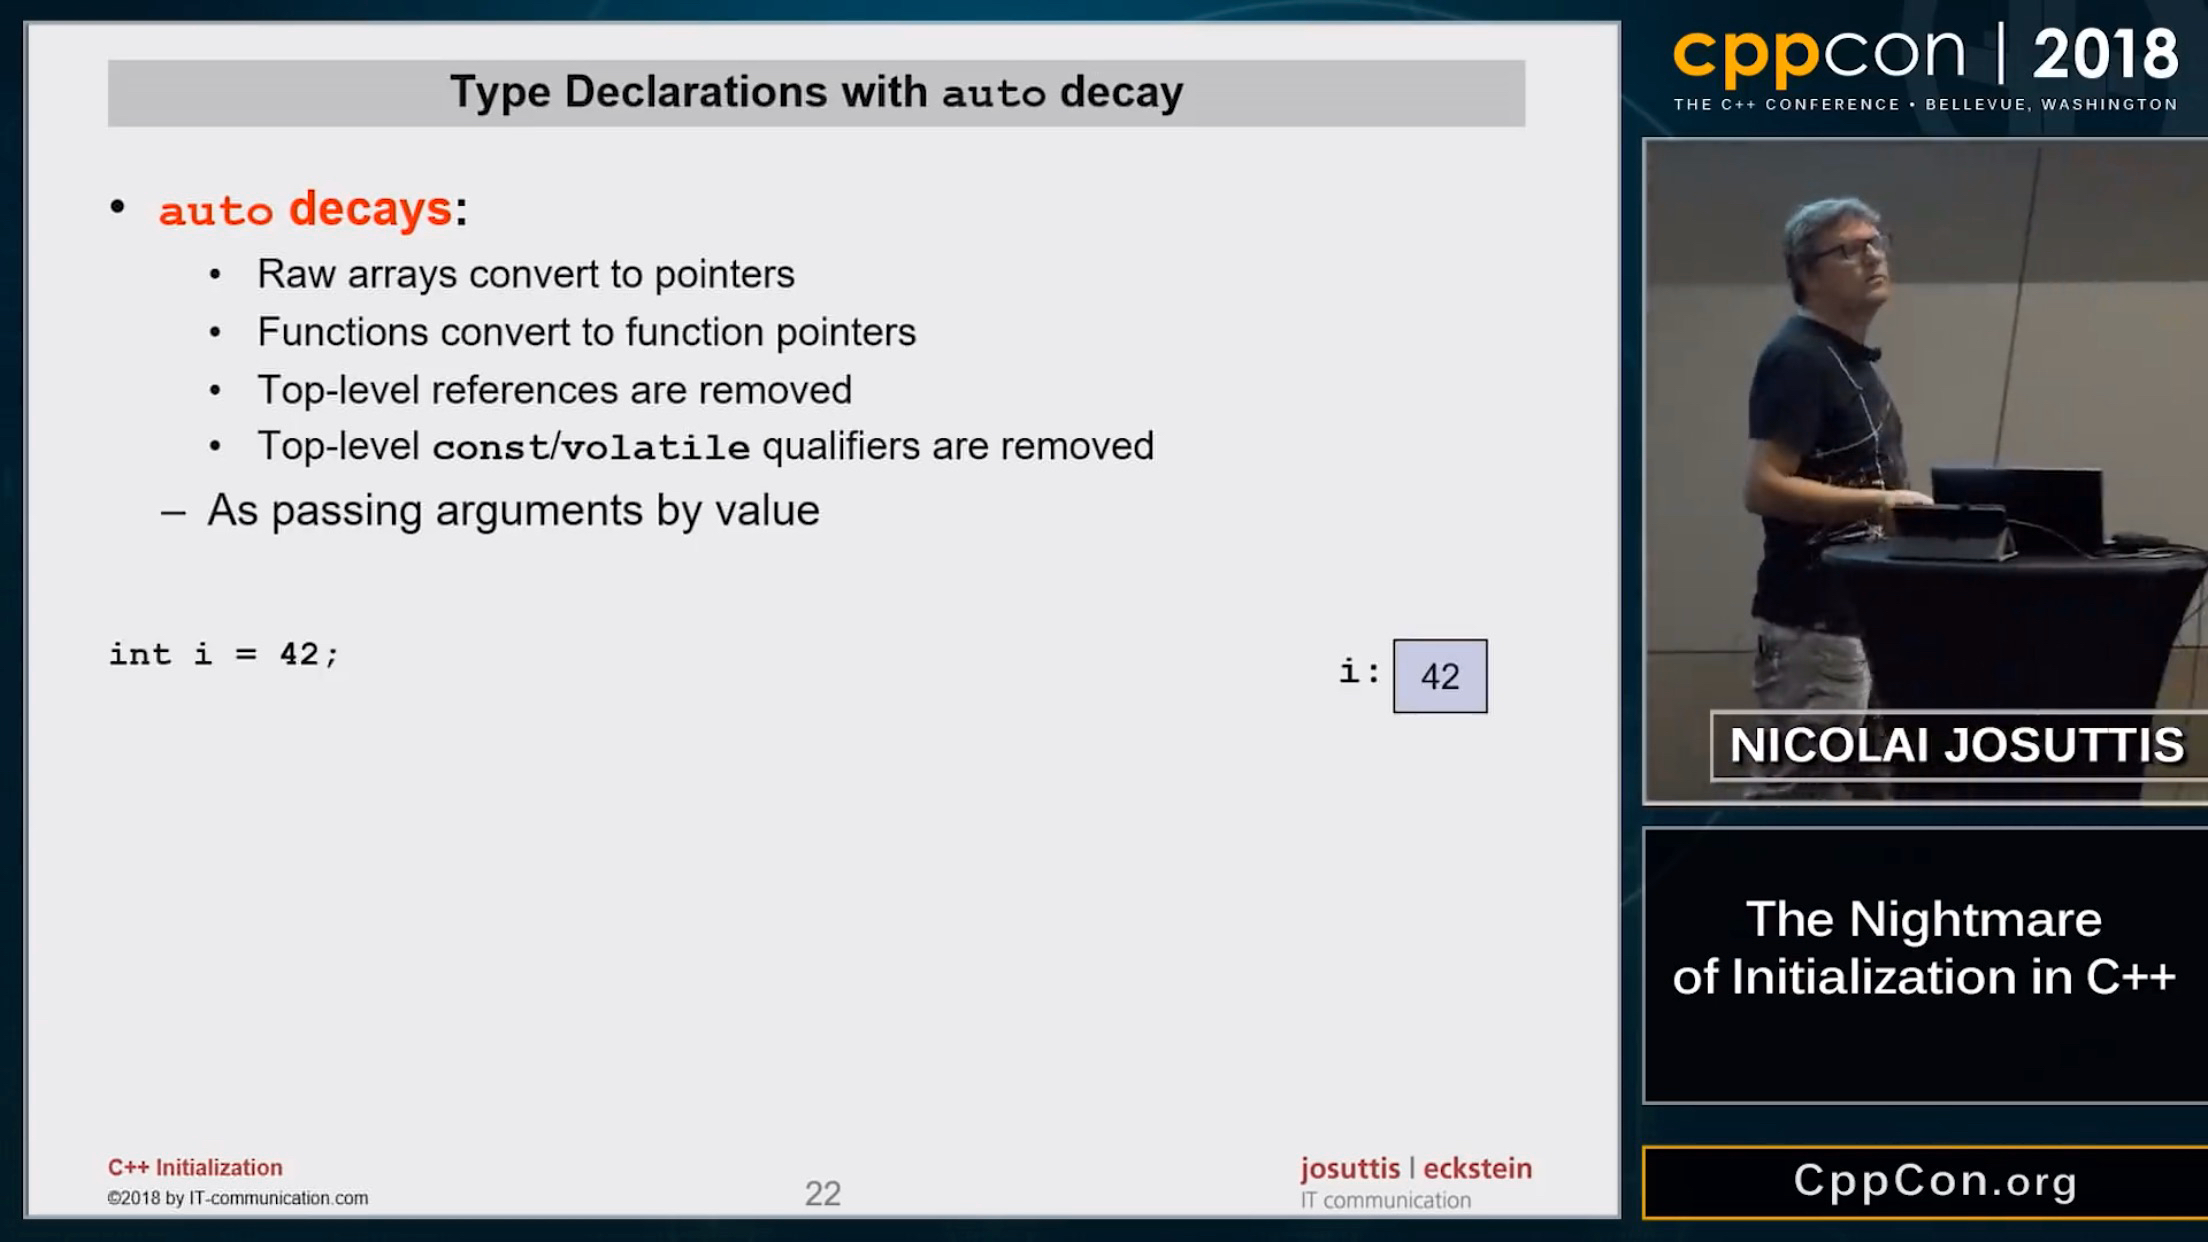 Type Declarations with auto decay
• auto decays:
• Raw arrays convert to pointers
• Functions convert to function pointers
• Top-level references are removed
• Top-level const/volatile qualifiers are removed
– As passing arguments by value
int i = 42;
i: 42
C++ Initialization
©2018 by IT-communication.com
22
josuttis | eckstein
IT communication
cppcon | 2018
THE C++ CONFERENCE • BELLEVUE, WASHINGTON
NICOLAI JOSUTTIS
The Nightmare
of Initialization in C++
CppCon.org